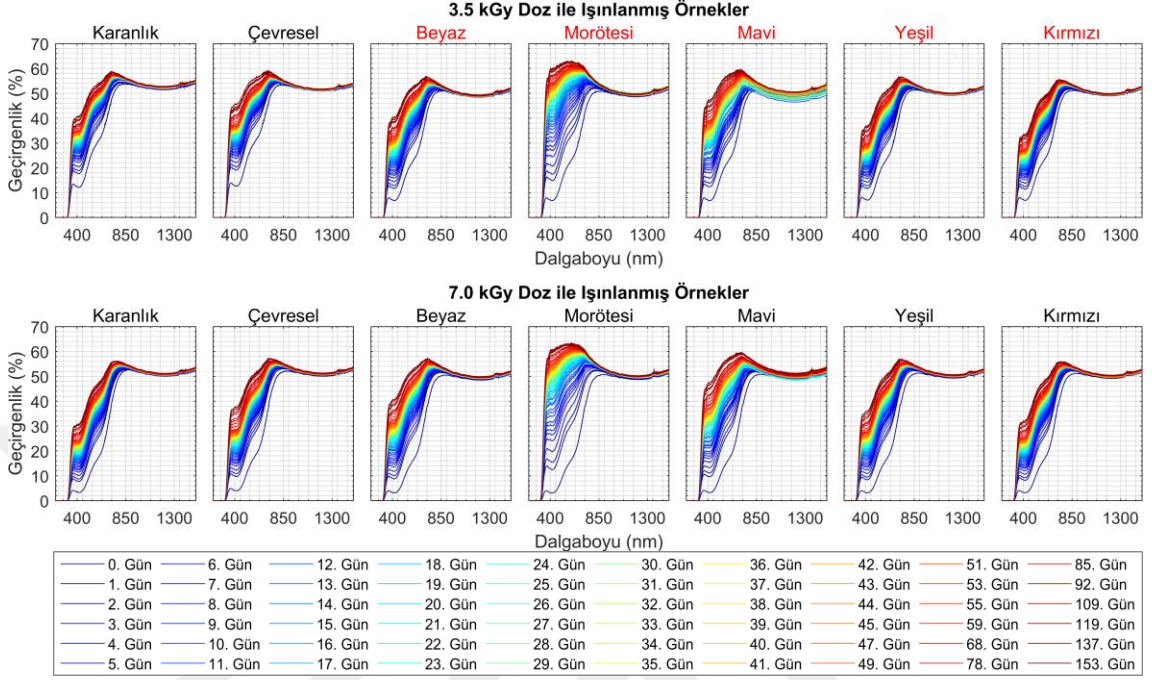 3.5 kGy Doz ile Işınlanmış Örnekler
Karanlık Çevresel Beyaz Morötesi Mavi Yeşil Kırmızı
70
60
50
40
30
20
10
0
Geçirgenlik (%)
400 850 1300 400 850 1300 400 850 1300 400 850 1300 400 850 1300 400 850 1300 400 850 1300
Dalgaboyu (nm)
7.0 kGy Doz ile Işınlanmış Örnekler
Karanlık Çevresel Beyaz Morötesi Mavi Yeşil Kırmızı
70
60
50
40
30
20
10
0
Geçirgenlik (%)
400 850 1300 400 850 1300 400 850 1300 400 850 1300 400 850 1300 400 850 1300 400 850 1300
Dalgaboyu (nm)
0. Gün 6. Gün 12. Gün 18. Gün 24. Gün 30. Gün 36. Gün 42. Gün 51. Gün 85. Gün
1. Gün 7. Gün 13. Gün 19. Gün 25. Gün 31. Gün 37. Gün 43. Gün 53. Gün 92. Gün
2. Gün 8. Gün 14. Gün 20. Gün 26. Gün 32. Gün 38. Gün 44. Gün 55. Gün 109. Gün
3. Gün 9. Gün 15. Gün 21. Gün 27. Gün 33. Gün 39. Gün 45. Gün 59. Gün 119. Gün
4. Gün 10. Gün 16. Gün 22. Gün 28. Gün 34. Gün 40. Gün 47. Gün 68. Gün 137. Gün
5. Gün 11. Gün 17. Gün 23. Gün 29. Gün 35. Gün 41. Gün 49. Gün 78. Gün 153. Gün